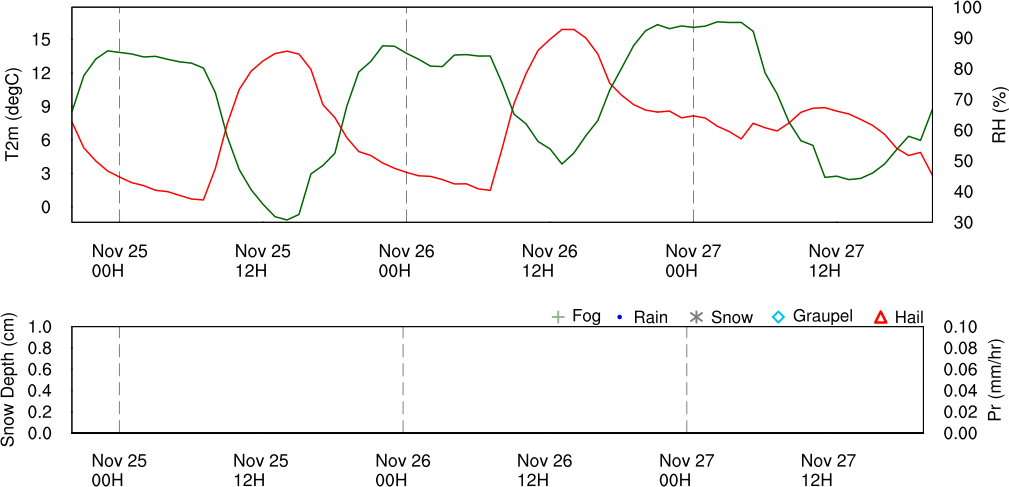 T2m (degC)
15
12
9
6
3
0
100
90
80
70
60
50
40
30
RH (%)
Nov 25 Nov 25 Nov 26 Nov 26 Nov 27 Nov 27
00H 12H 00H 12H 00H 12H
Fog Rain Snow Graupel Hail
Snow Depth (cm)
1.0
0.8
0.6
0.4
0.2
0.0
0.10
0.08
0.06
0.04
0.02
0.00
Pr (mm/hr)
Nov 25 Nov 25 Nov 26 Nov 26 Nov 27 Nov 27
00H 12H 00H 12H 00H 12H